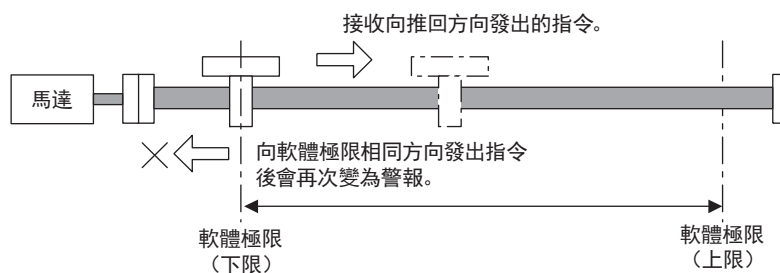 接收向推回方向發出的指令。
馬達
向軟體極限相同方向發出指令
後會再次變為警報。
軟體極限
（下限）
軟體極限
（上限）